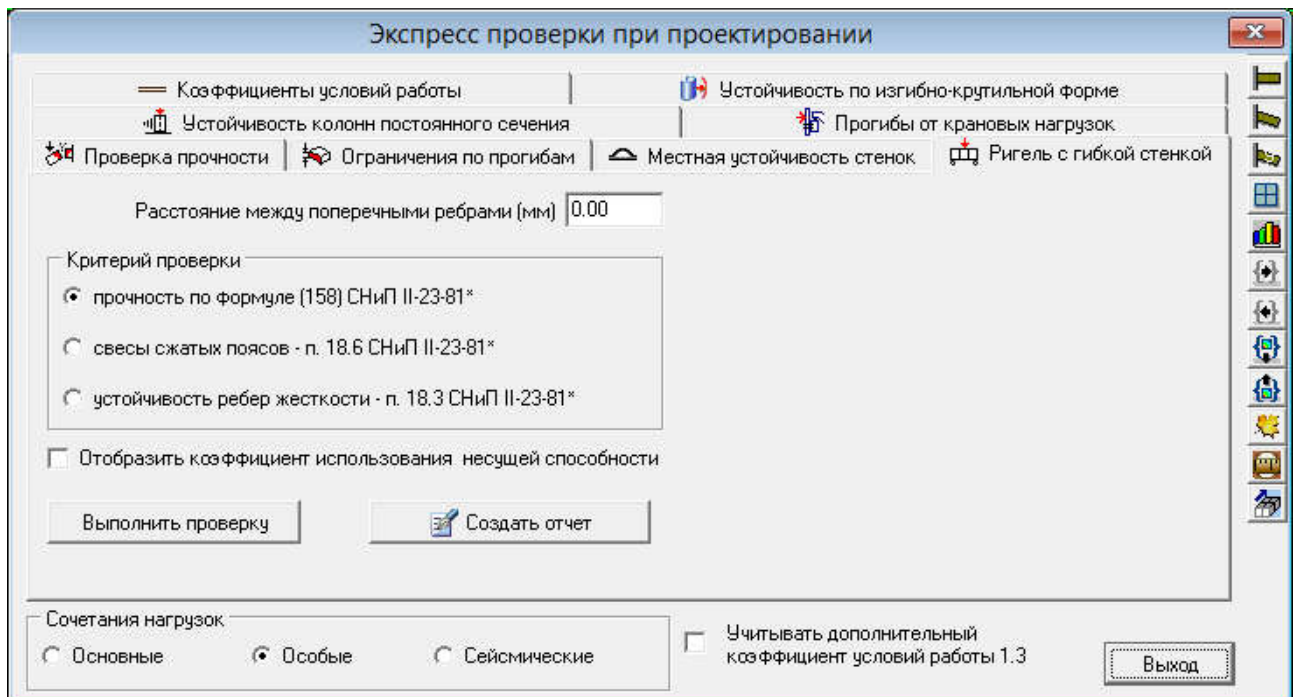 Экспресс проверки при проектировании
Коэффициенты условий работы
Устойчивость по изгибно-крутильной форме
Устойчивость колонн постоянного сечения
Прогибы от крановых нагрузок
Проверка прочности
Ограничения по прогибам
Местная устойчивость стенок
Ригель с гибкой стенкой
Расстояние между поперечными ребрами (мм) 0.00
Критерий проверки
прочность по формуле (158) СНиП II-23-81*
свесы сжатых поясов - п. 18.6 СНиП II-23-81*
устойчивость ребер жесткости - п. 18.3 СНиП II-23-81*
Отобразить коэффициент использования несущей способности
Выполнить проверку
Создать отчет
Сочетания нагрузок
Основные
Особые
Сейсмические
Учитывать дополнительный
коэффициент условий работы 1.3
Выход